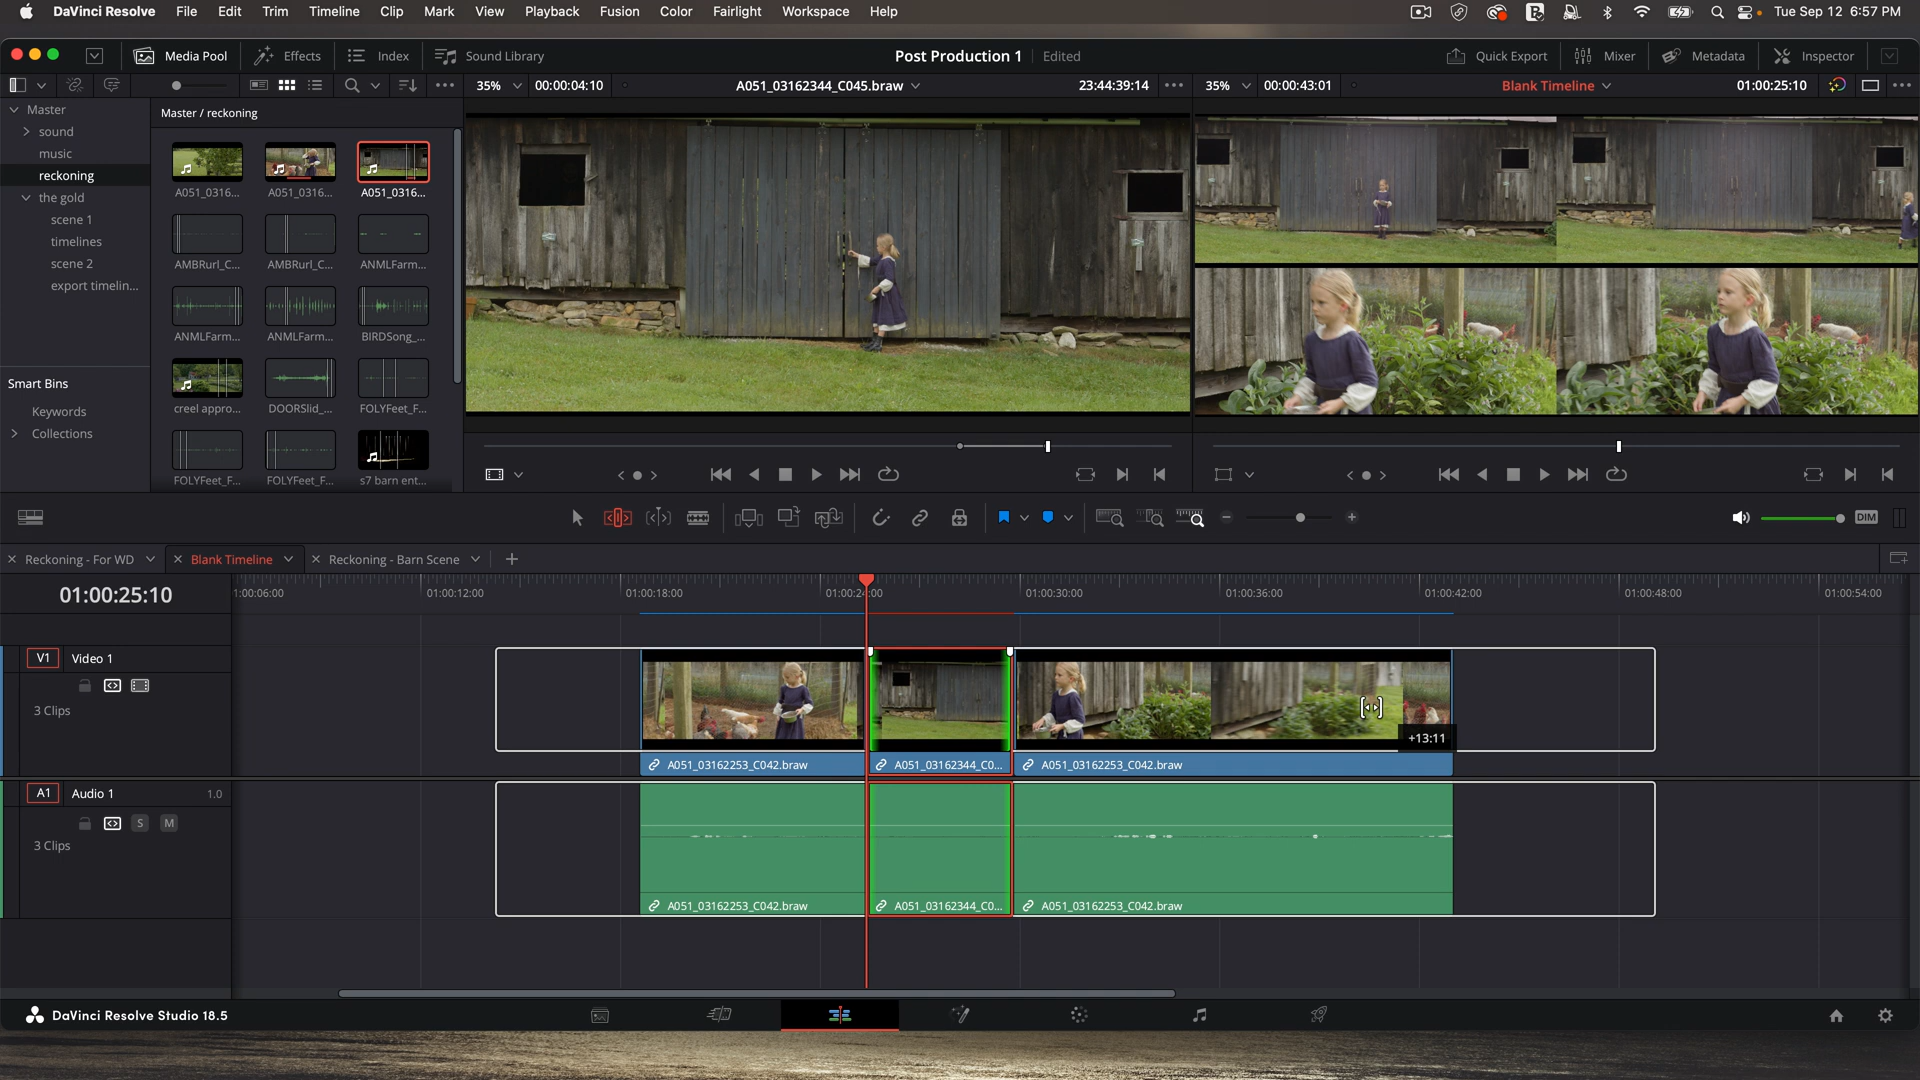 DaVinci Resolve File Edit Trim Timeline Clip Mark View Playback Fusion Color Fairlight Workspace Help Tue Sep 12 6:57 PM
Media Pool Effects Index Sound Library Post Production 1 Edited Quick Export Mixer Metadata Inspector
35% 00:00:04:10 A051_03162344_C045.braw 23:44:39:14 35% 00:00:43:01 Blank Timeline 01:00:25:10
Master
sound
music
reckoning
the gold
scene 1
timelines
scene 2
export timelin...
Smart Bins
Keywords
Collections
Master / reckoning
A051_0316... A051_0316... A051_0316...
AMBRurl_C... AMBRurl_C... ANMLFarm...
ANMLFarm... ANMLFarm... BIRDSong_...
creel appro... DOORSlid_... FOLYFeet_F...
FOLYFeet_F... FOLYFeet_F... s7 barn ent...
DIM
Reckoning - For WD Blank Timeline Reckoning - Barn Scene
01:00:25:10
1:00:06:00 01:00:12:00 01:00:18:00 01:00:24:00 01:00:30:00 01:00:36:00 01:00:42:00 01:00:48:00 01:00:54:00
V1 Video 1
3 Clips
+13:11
A051_03162253_C042.braw A051_03162344_C0... A051_03162253_C042.braw
A1 Audio 1 1.0
S M
3 Clips
A051_03162253_C042.braw A051_03162344_C0... A051_03162253_C042.braw
DaVinci Resolve Studio 18.5